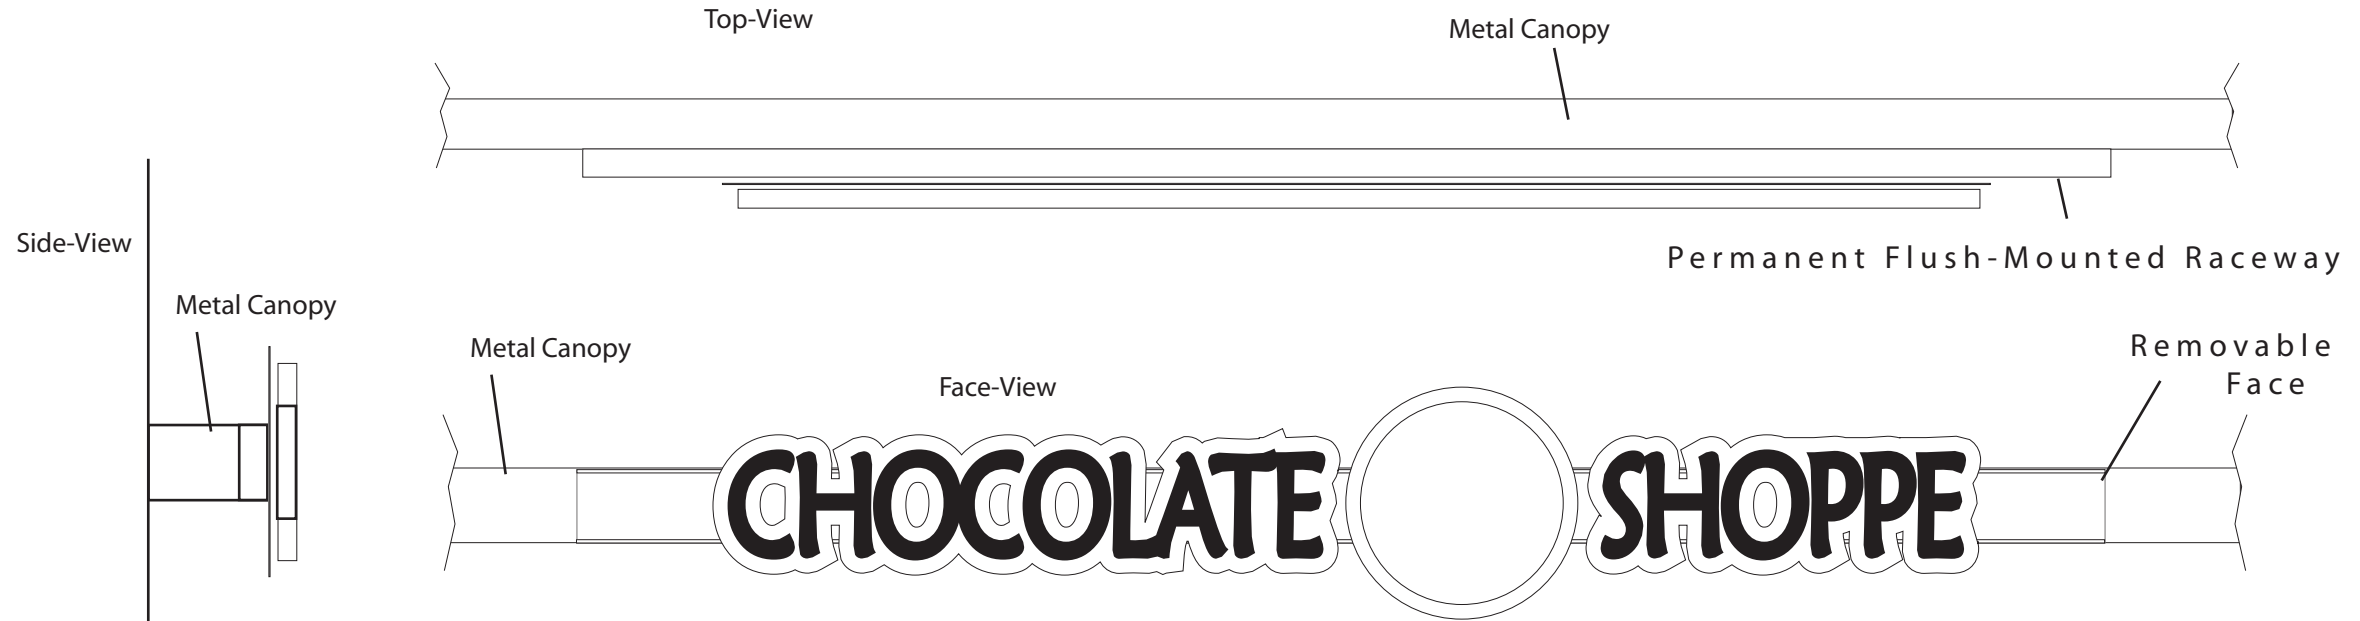 Top-View
Metal Canopy
Side-View
Permanent Flush-Mounted Raceway
Metal Canopy
Metal Canopy
Removable
Face
Face-View
CHOCOLATE SHOPPE